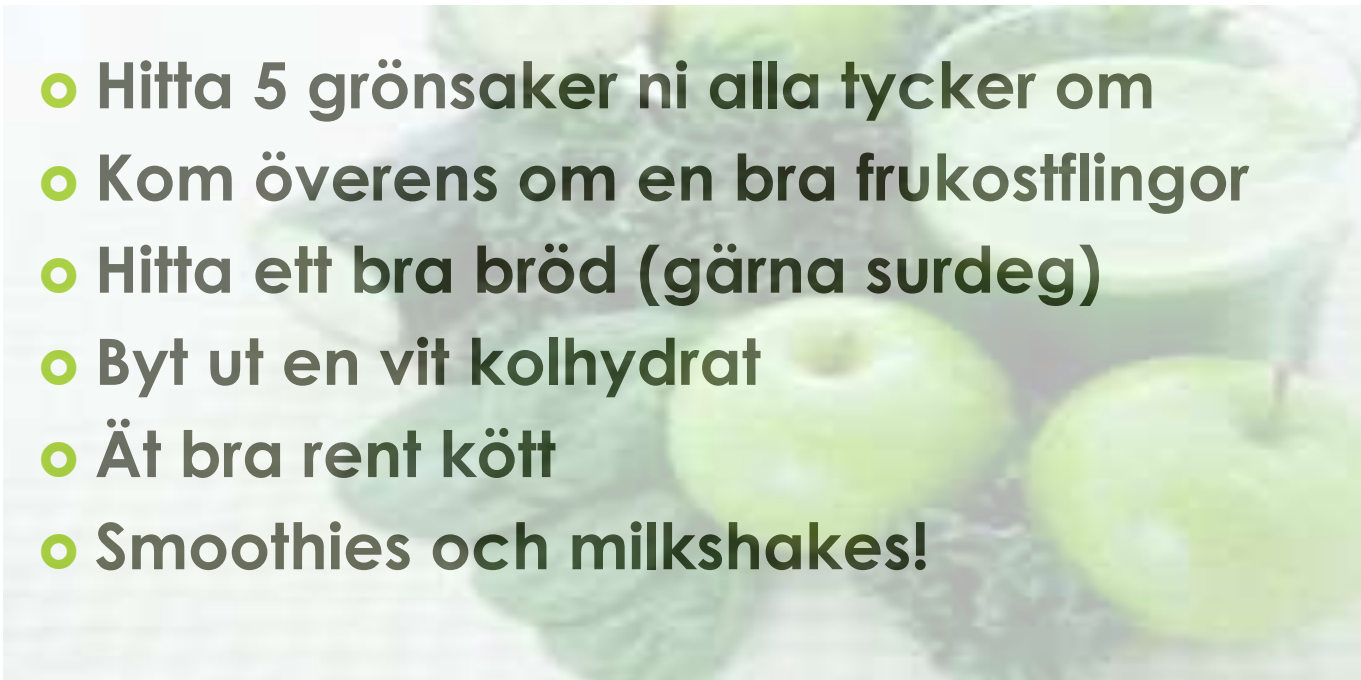 Hitta 5 grönsaker ni alla tycker om
Kom överens om en bra frukostflingor
Hitta ett bra bröd (gärna surdeg)
Byt ut en vit kolhydrat
Ät bra rent kött
Smoothies och milkshakes!